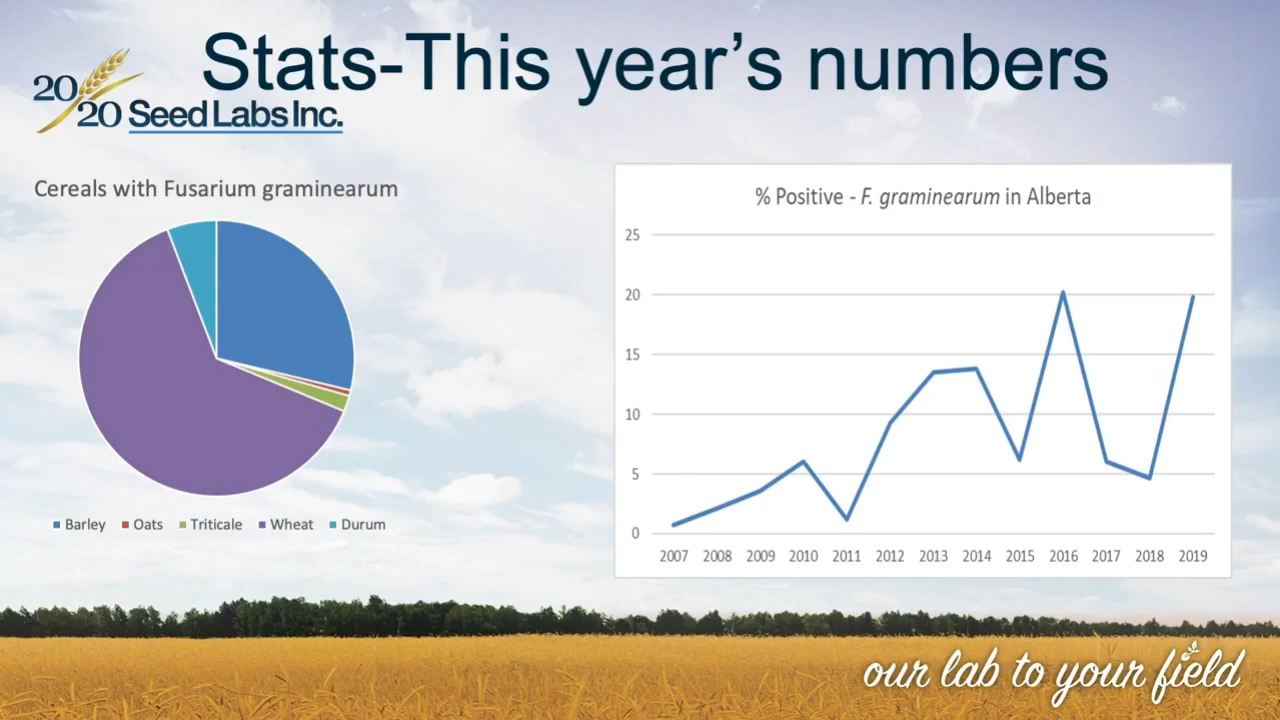 Stats-This year's numbers
20
20 Seed Labs Inc.
Cereals with Fusarium graminearum
Barley Oats Triticale Wheat Durum
% Positive - F. graminearum in Alberta
25
20
15
10
5
0
2007 2008 2009 2010 2011 2012 2013 2014 2015 2016 2017 2018 2019
our lab to your field